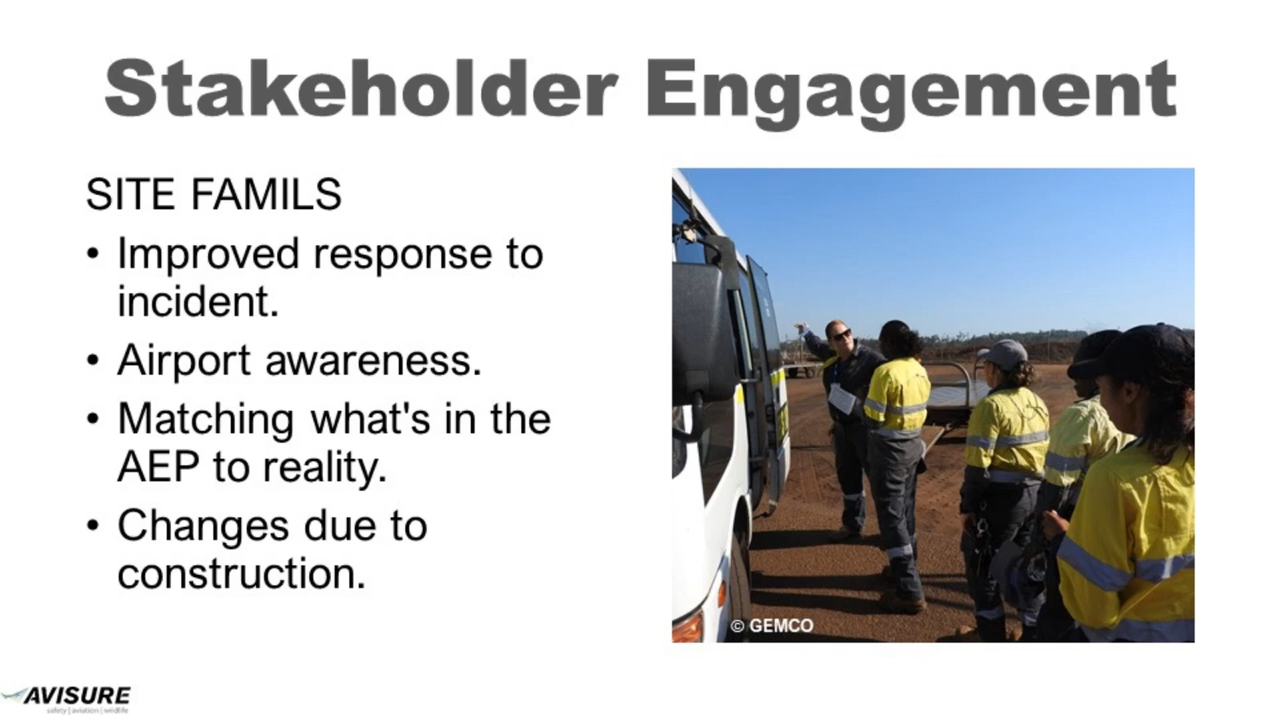 Stakeholder Engagement
SITE FAMILS
• Improved response to
incident.
• Airport awareness.
• Matching what's in the
AEP to reality.
• Changes due to
construction.
© GEMCO
AVISURE
safety | aviation | wildlife